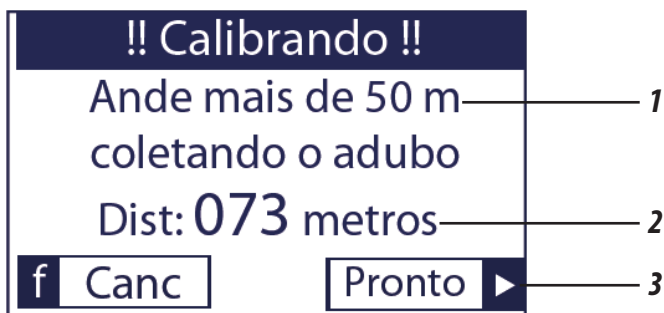 !! Calibrando !!
Ande mais de 50 m 1
coletando o adubo
Dist: 073 metros 2
f Canc Pronto 3